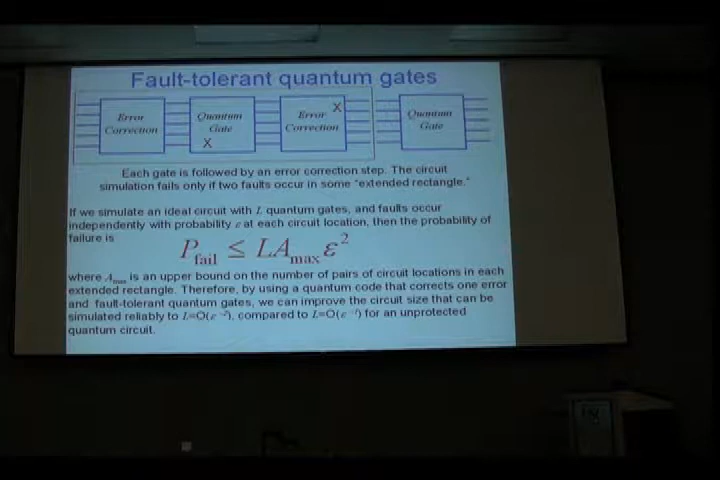 Fault-tolerant quantum gates
Error Correction
Quantum Gate
X
Error Correction
X
Quantum Gate
Each gate is followed by an error correction step. The circuit
simulation fails only if two faults occur in some "extended rectangle."
If we simulate an ideal circuit with L quantum gates, and faults occur
independently with probability ε at each circuit location, then the probability of
failure is
P_fail ≤ LA_max ε²
where A_max is an upper bound on the number of pairs of circuit locations in each
extended rectangle. Therefore, by using a quantum code that corrects one error
and fault-tolerant quantum gates, we can improve the circuit size that can be
simulated reliably to L=O(ε⁻²), compared to L=O(ε⁻¹) for an unprotected
quantum circuit.